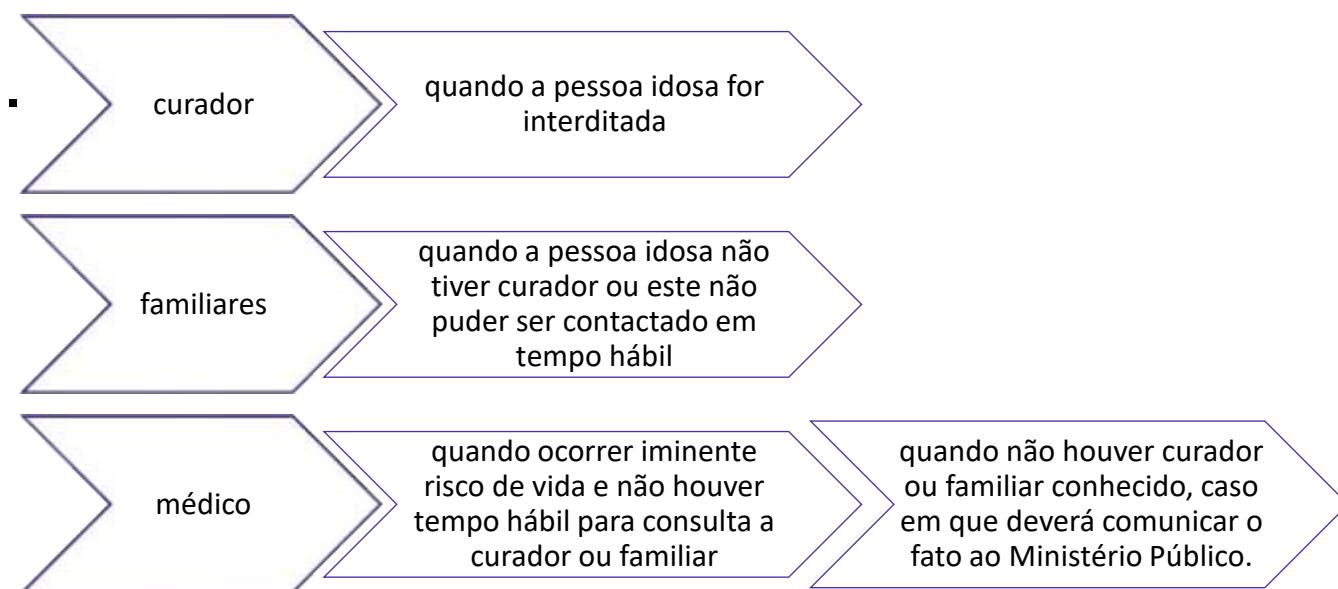 curador
quando a pessoa idosa for
interditada
familiares
quando a pessoa idosa não
tiver curador ou este não
puder ser contactado em
tempo hábil
médico
quando ocorrer iminente
risco de vida e não houver
tempo hábil para consulta a
curador ou familiar
quando não houver curador
ou familiar conhecido, caso
em que deverá comunicar o
fato ao Ministério Público.